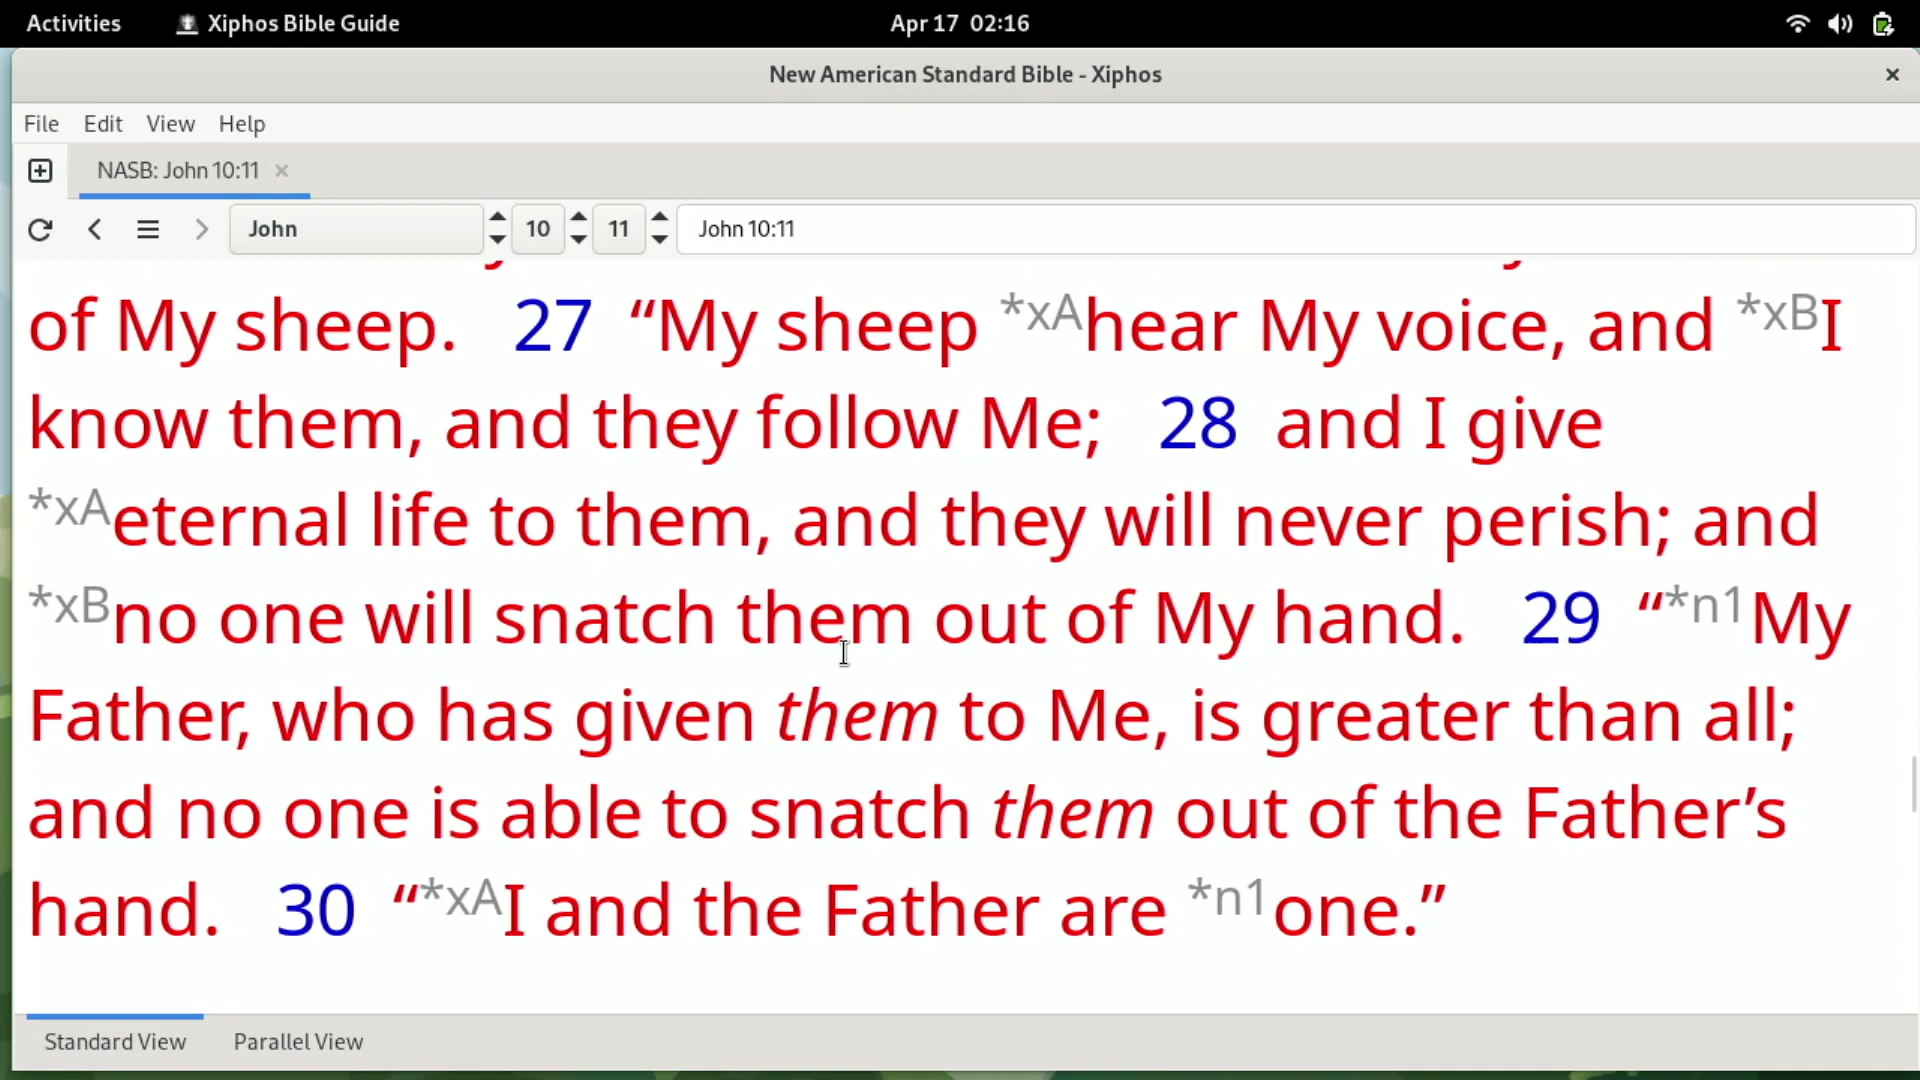 Activities Xiphos Bible Guide Apr 17 02:16
New American Standard Bible - Xiphos ×
File Edit View Help
NASB: John 10:11 ×
John 10 11 John 10:11
of My sheep. 27 “My sheep *xAhear My voice, and *xBI
know them, and they follow Me; 28 and I give
*xAeternal life to them, and they will never perish; and
*xBno one will snatch them out of My hand. 29 “*n1My
Father, who has given them to Me, is greater than all;
and no one is able to snatch them out of the Father’s
hand. 30 “*xAI and the Father are *n1one.”
Standard View Parallel View